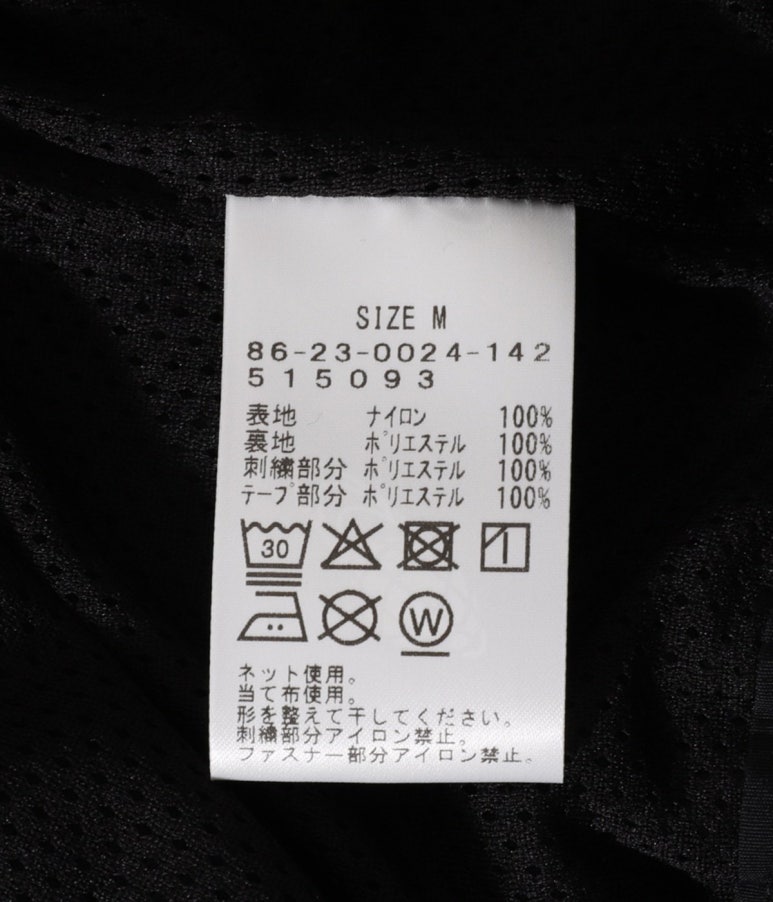 SIZE M
86-23-0024-142
515093
表地 ナイロン 100%
裏地 ポリエステル 100%
刺繍部分 ポリエステル 100%
テープ部分 ポリエステル 100%
30
W
ネット使用。
当て布使用。
形を整えて干してください。
刺繍部分アイロン禁止。
ファスナー部分アイロン禁止。